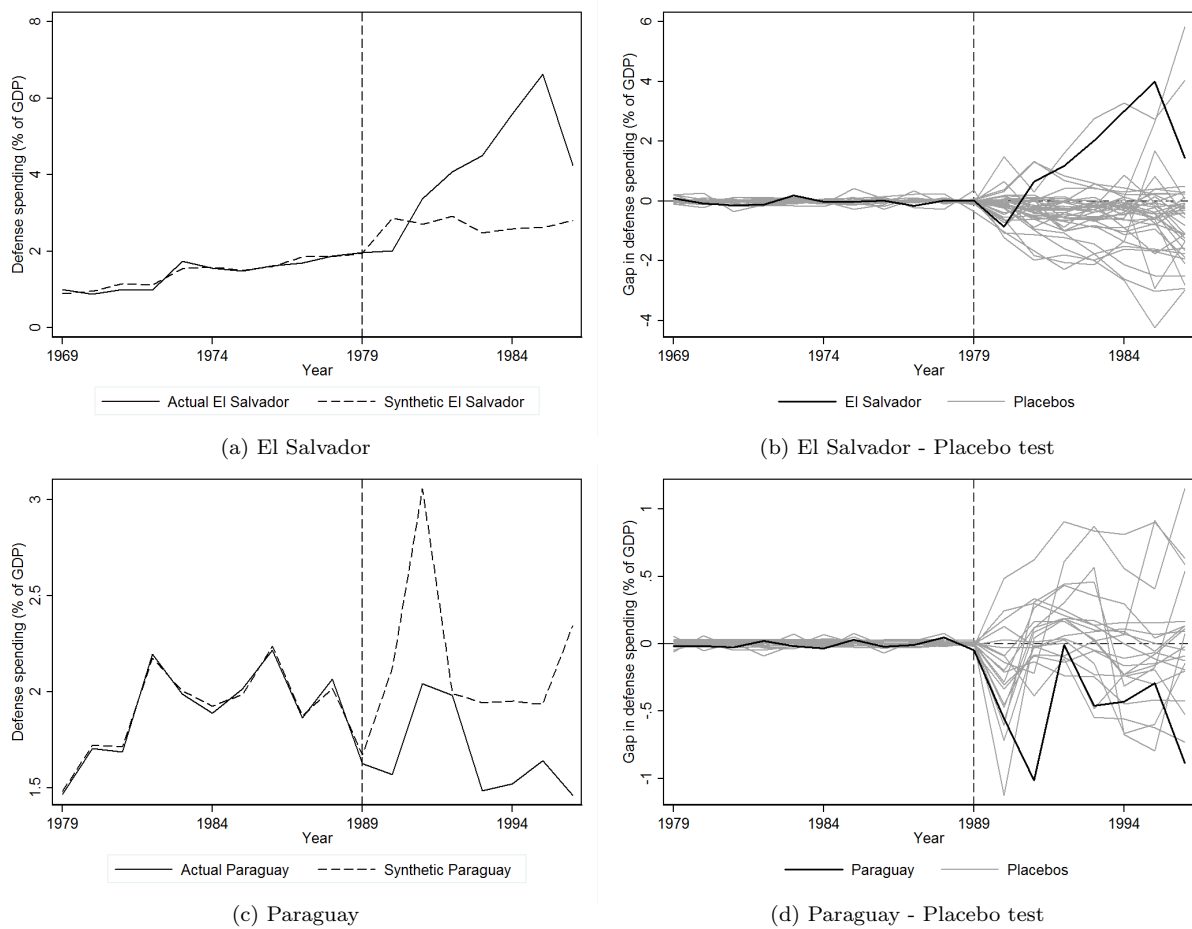 Defense spending (% of GDP)
8
6
4
2
0
1969 1974 1979 1984
Year
Actual El Salvador Synthetic El Salvador
(a) El Salvador
Gap in defense spending (% of GDP)
6
4
2
0
-2
-4
1969 1974 1979 1984
Year
El Salvador Placebos
(b) El Salvador - Placebo test
Defense spending (% of GDP)
3
2.5
2
1.5
1979 1984 1989 1994
Year
Actual Paraguay Synthetic Paraguay
(c) Paraguay
Gap in defense spending (% of GDP)
1
.5
0
-.5
-1
1979 1984 1989 1994
Year
Paraguay Placebos
(d) Paraguay - Placebo test